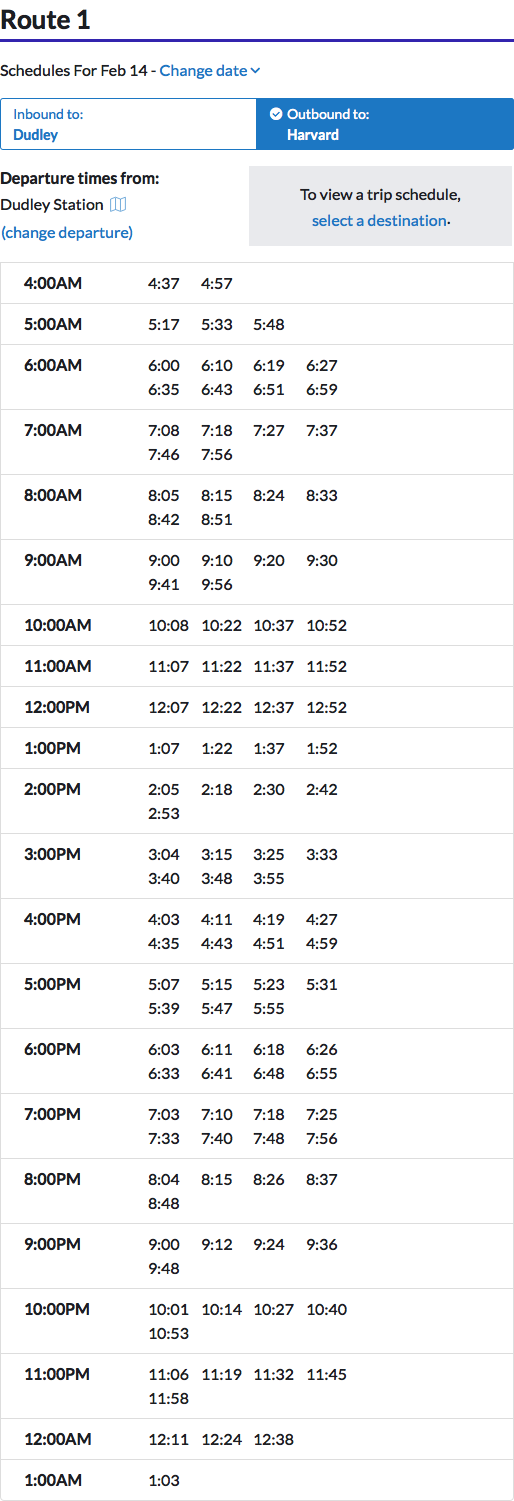 Route 1
Schedules For Feb 14 - Change date
Inbound to:
Dudley
Outbound to:
Harvard
Departure times from:
Dudley Station
(change departure)
To view a trip schedule,
select a destination.
4:00AM 4:37 4:57
5:00AM 5:17 5:33 5:48
6:00AM 6:00 6:10 6:19 6:27
6:35 6:43 6:51 6:59
7:00AM 7:08 7:18 7:27 7:37
7:46 7:56
8:00AM 8:05 8:15 8:24 8:33
8:42 8:51
9:00AM 9:00 9:10 9:20 9:30
9:41 9:56
10:00AM 10:08 10:22 10:37 10:52
11:00AM 11:07 11:22 11:37 11:52
12:00PM 12:07 12:22 12:37 12:52
1:00PM 1:07 1:22 1:37 1:52
2:00PM 2:05 2:18 2:30 2:42
2:53
3:00PM 3:04 3:15 3:25 3:33
3:40 3:48 3:55
4:00PM 4:03 4:11 4:19 4:27
4:35 4:43 4:51 4:59
5:00PM 5:07 5:15 5:23 5:31
5:39 5:47 5:55
6:00PM 6:03 6:11 6:18 6:26
6:33 6:41 6:48 6:55
7:00PM 7:03 7:10 7:18 7:25
7:33 7:40 7:48 7:56
8:00PM 8:04 8:15 8:26 8:37
8:48
9:00PM 9:00 9:12 9:24 9:36
9:48
10:00PM 10:01 10:14 10:27 10:40
10:53
11:00PM 11:06 11:19 11:32 11:45
11:58
12:00AM 12:11 12:24 12:38
1:00AM 1:03